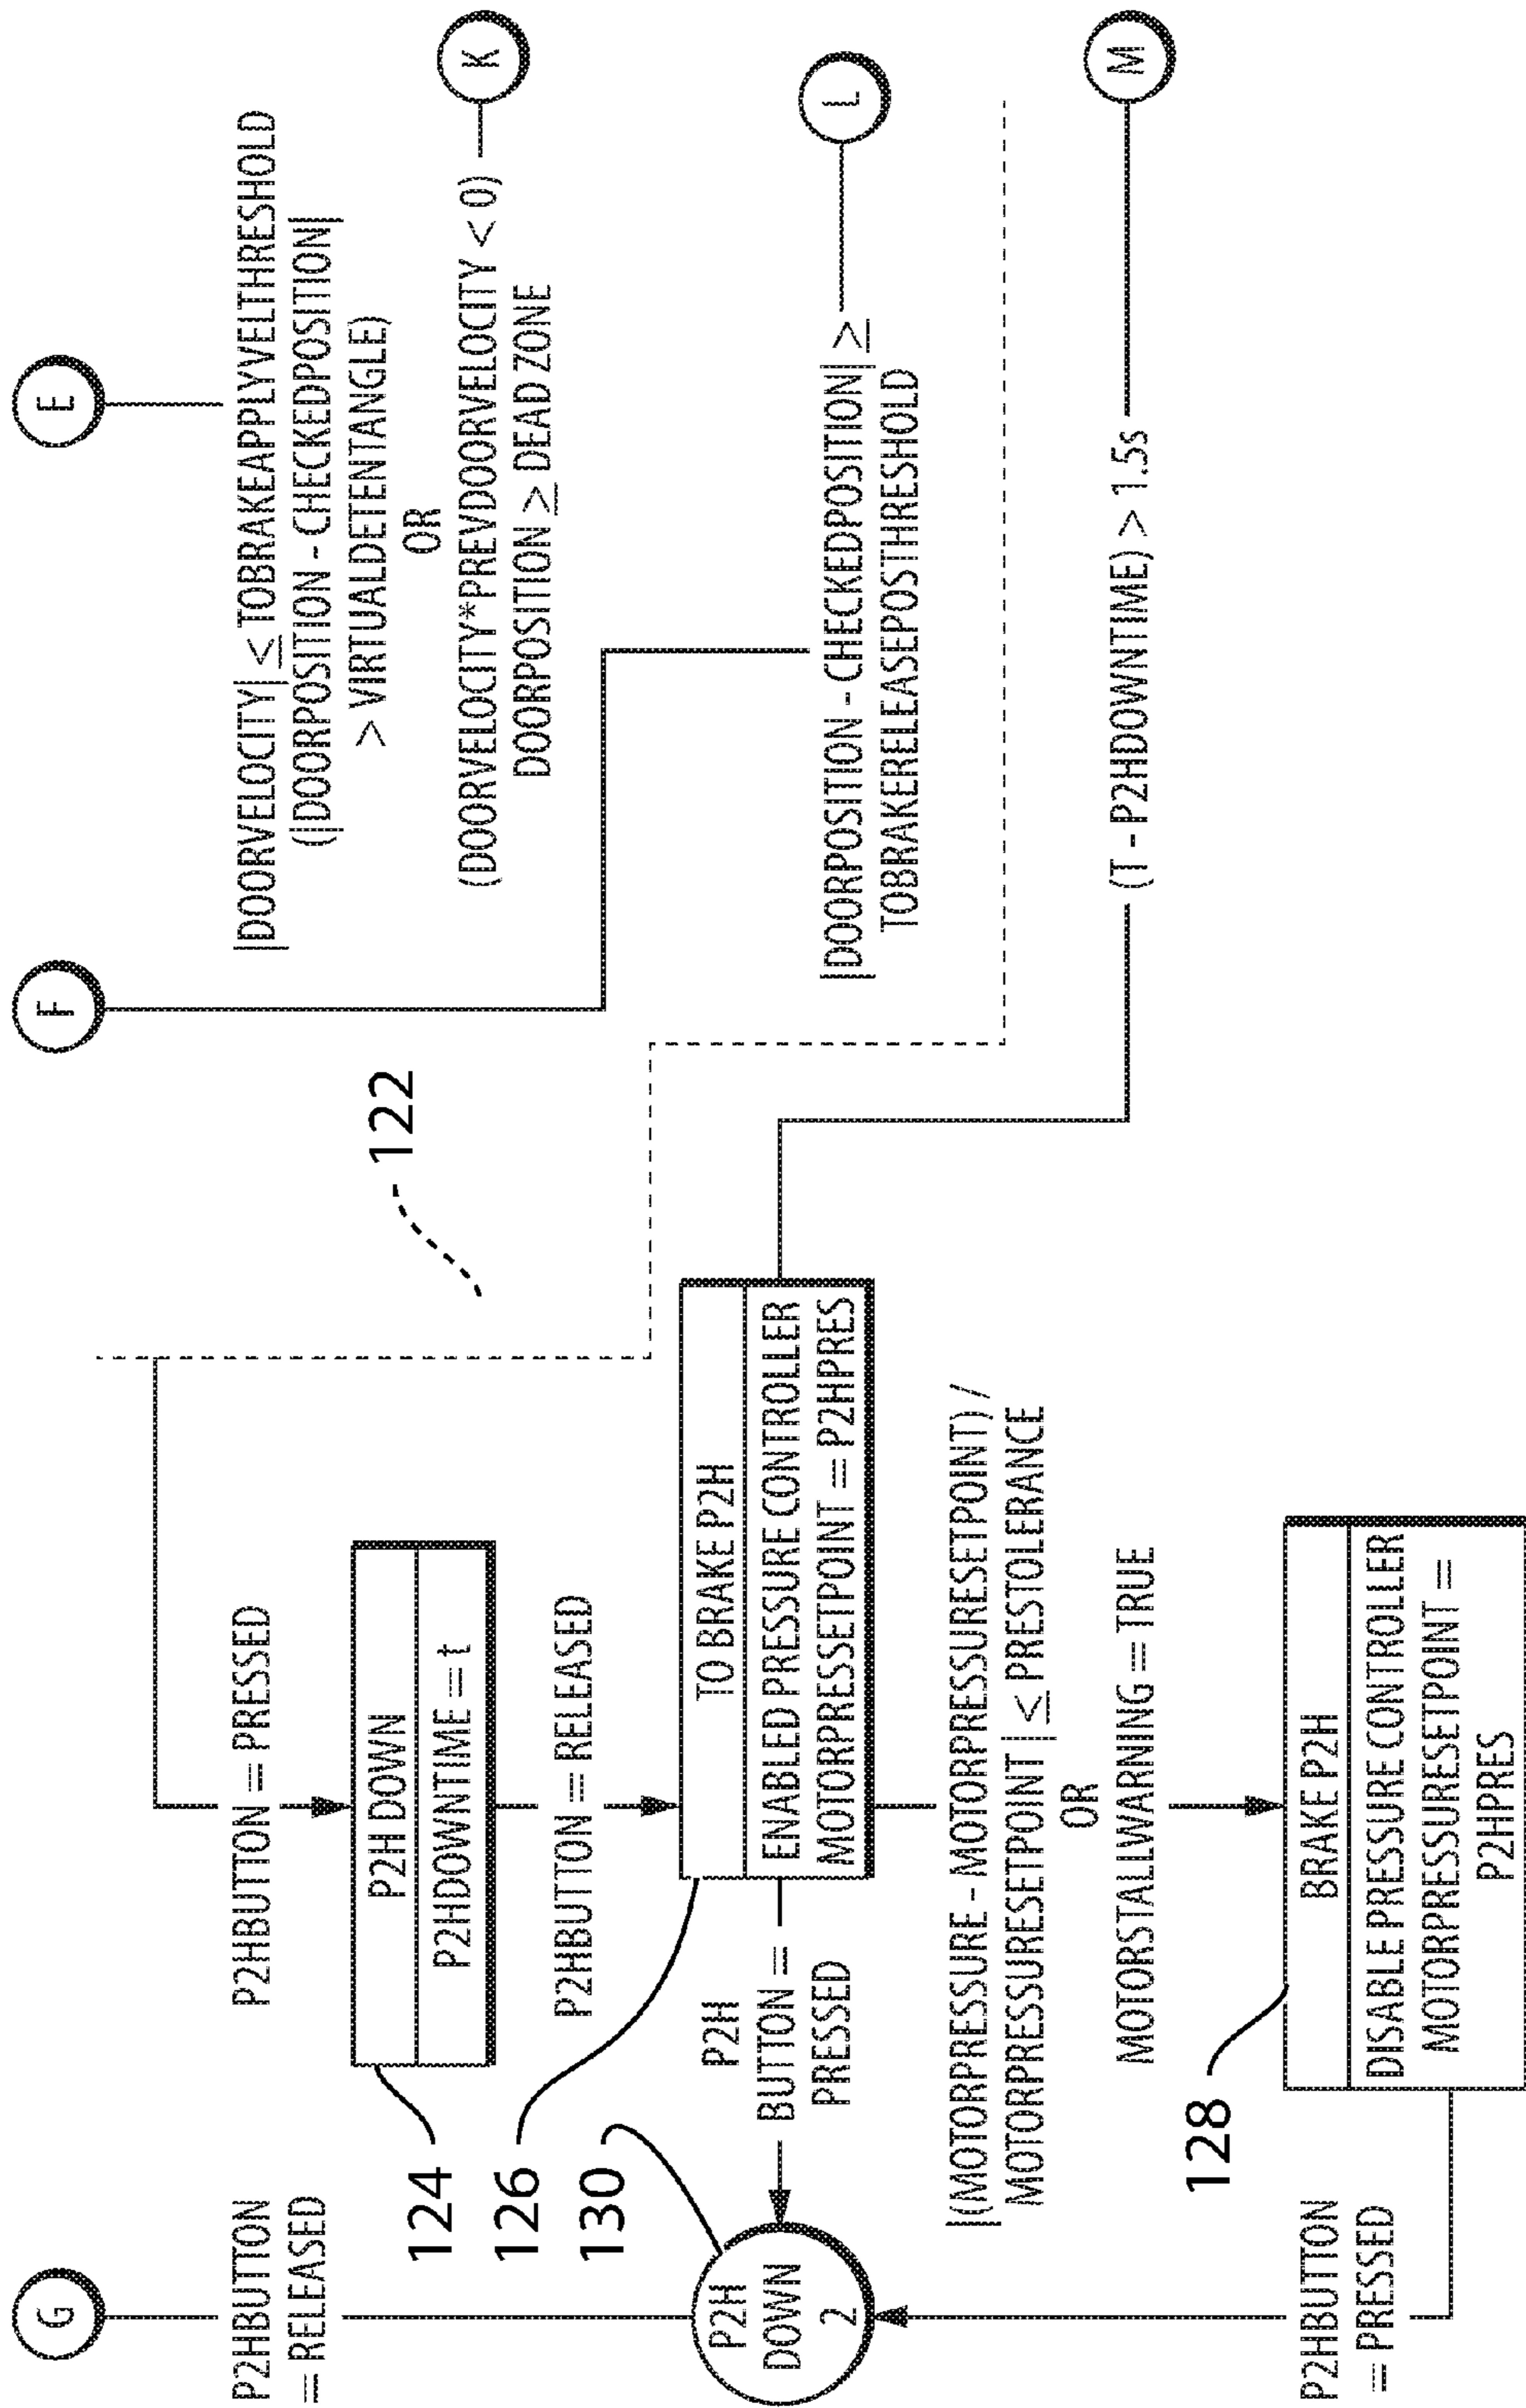 G
F
E
P2HBUTTON
= RELEASED
P2HBUTTON = PRESSED
|DOORVELOCITY| ≤ TOBRAKEAPPLYVELTHRESHOLD
(|DOORPOSITION - CHECKEDPOSITION|
> VIRTUALDETENTANGLE)
OR
(DOORVELOCITY*PREVDOORVELOCITY < 0)
DOORPOSITION ≥ DEAD ZONE
K
122
124
P2H DOWN
P2HDOWNTIME = t
126
P2HBUTTON = RELEASED
130
P2H
DOWN
2
P2H
BUTTON =
PRESSED
TO BRAKE P2H
ENABLED PRESSURE CONTROLLER
MOTORPRESSETPOINT = P2HPRES
|DOORPOSITION - CHECKEDPOSITION| ≥
TOBRAKERELEASEPOSTHRESHOLD
L
|(MOTORPRESSURE - MOTORPRESSURESETPOINT) /
MOTORPRESSURESETPOINT | ≤ PRESTOLERANCE
OR
MOTORSTALLWARNING = TRUE
(T - P2HDOWNTIME) > 1.5s
M
128
P2HBUTTON
= PRESSED
BRAKE P2H
DISABLE PRESSURE CONTROLLER
MOTORPRESSURESETPOINT =
P2HPRES